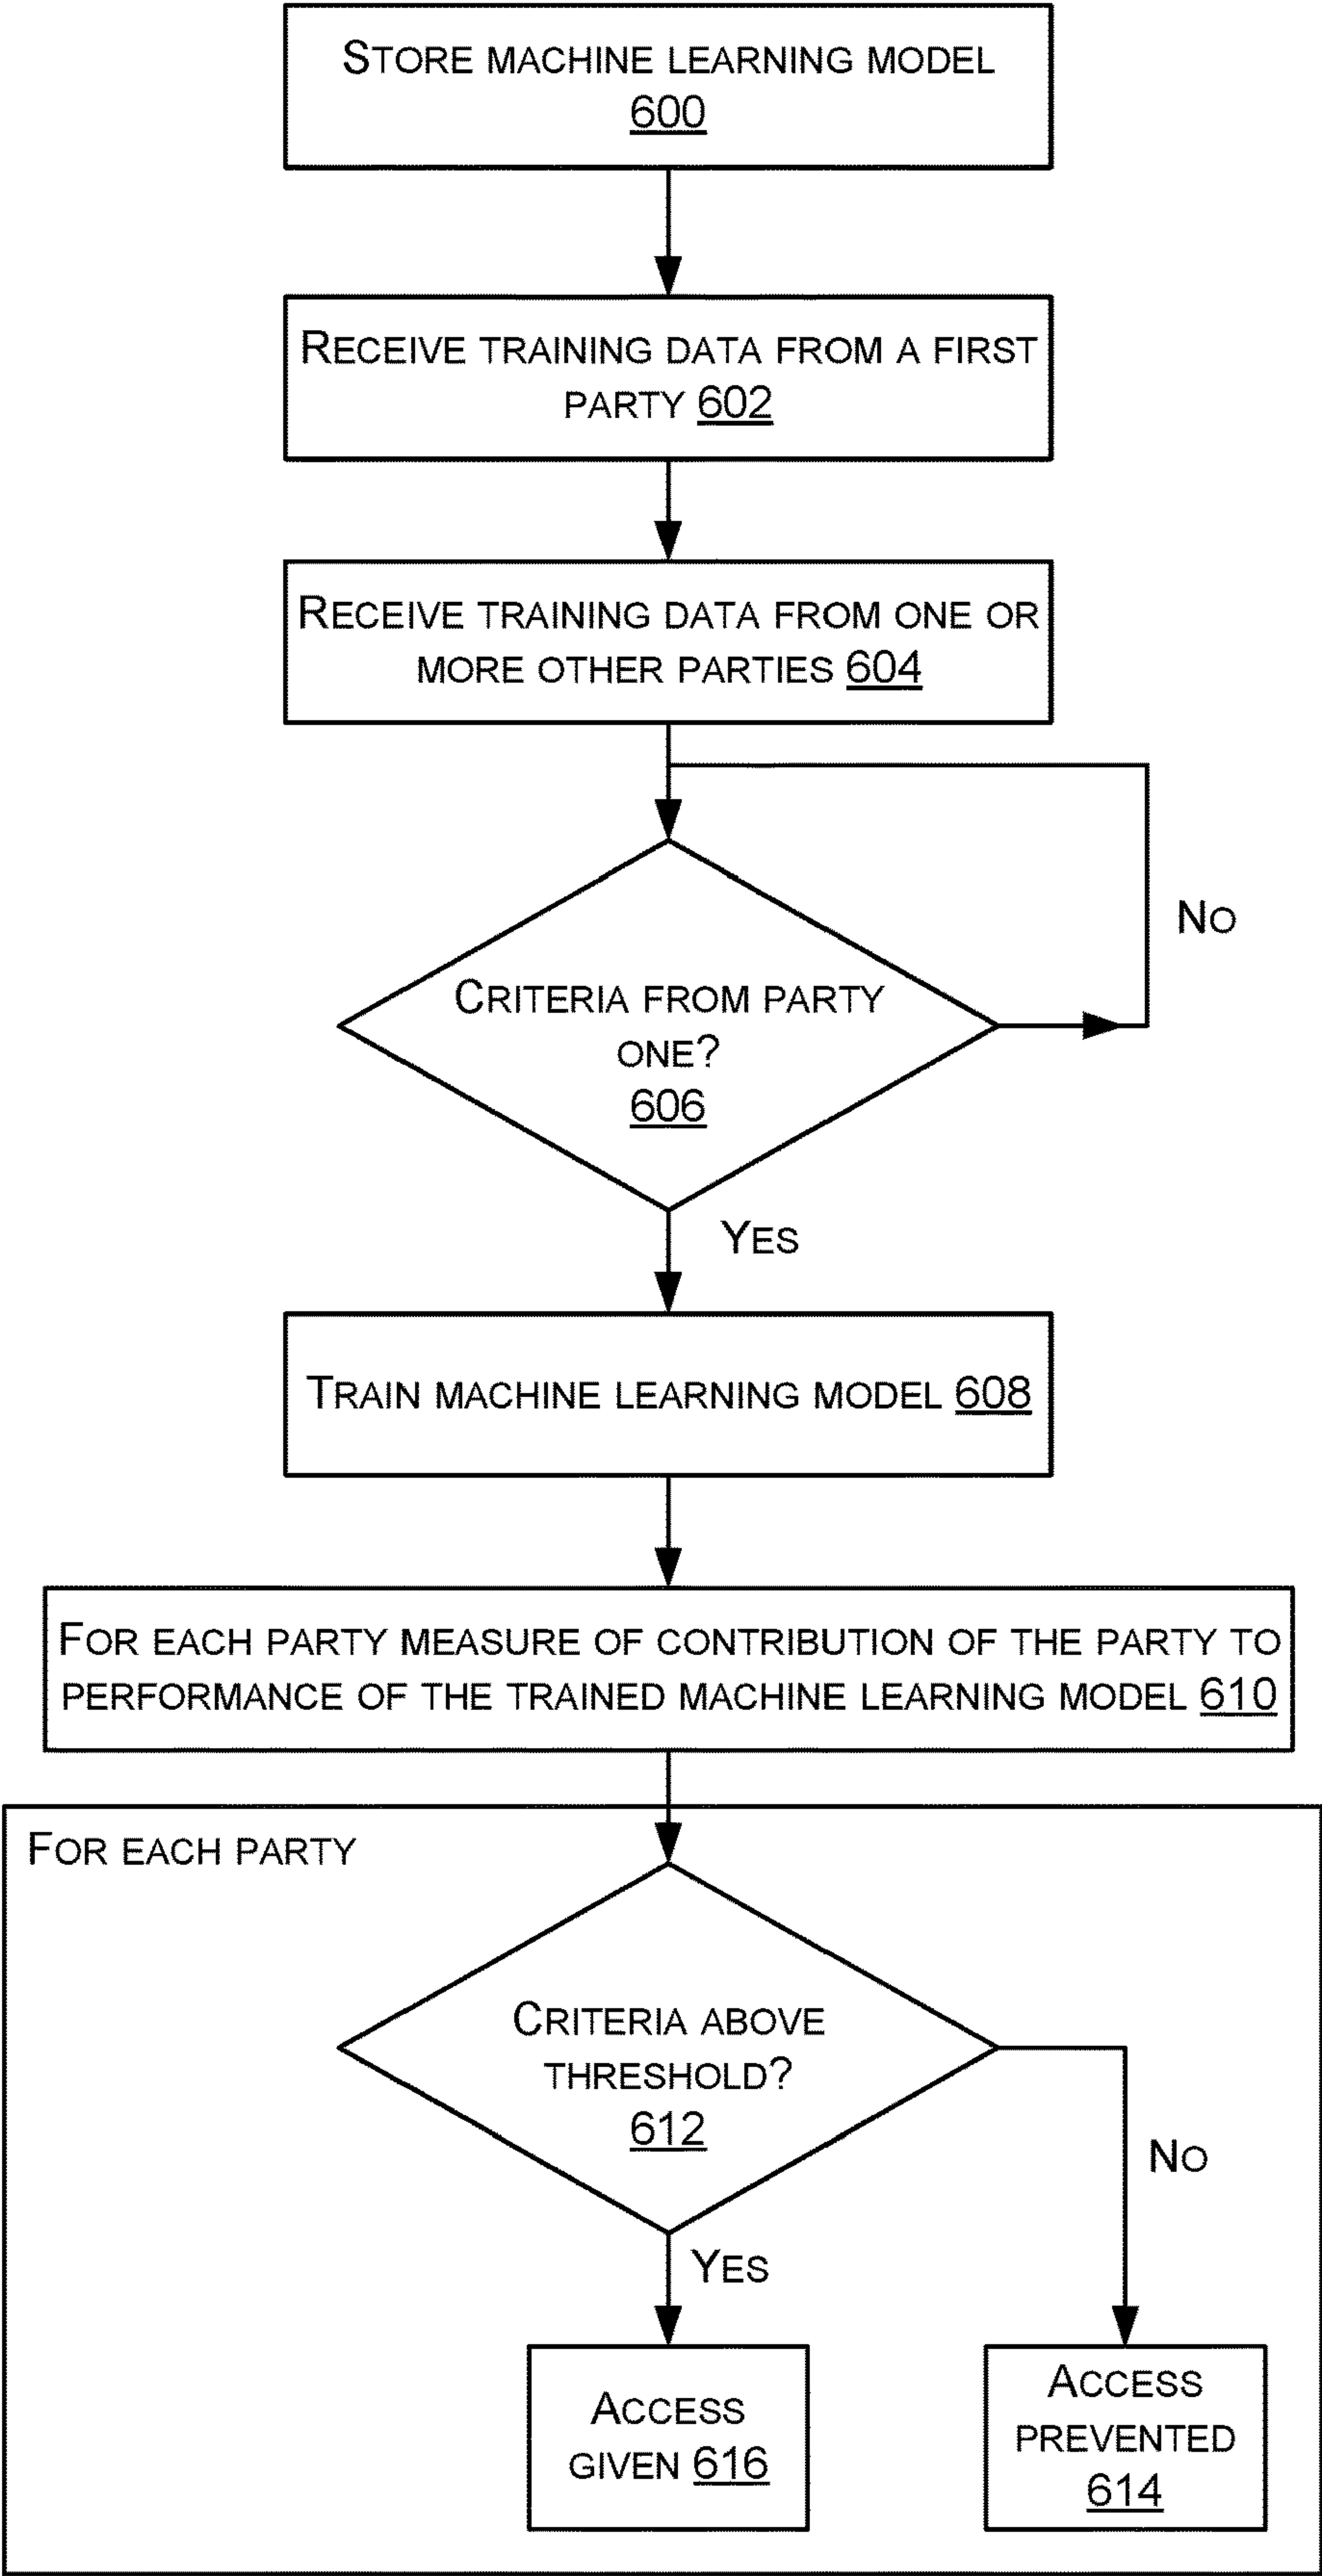 STORE MACHINE LEARNING MODEL
600
RECEIVE TRAINING DATA FROM A FIRST
PARTY 602
RECEIVE TRAINING DATA FROM ONE OR
MORE OTHER PARTIES 604
NO
CRITERIA FROM PARTY
ONE?
606
YES
TRAIN MACHINE LEARNING MODEL 608
FOR EACH PARTY MEASURE OF CONTRIBUTION OF THE PARTY TO
PERFORMANCE OF THE TRAINED MACHINE LEARNING MODEL 610
FOR EACH PARTY
CRITERIA ABOVE
THRESHOLD?
612
NO
YES
ACCESS
GIVEN 616
ACCESS
PREVENTED
614